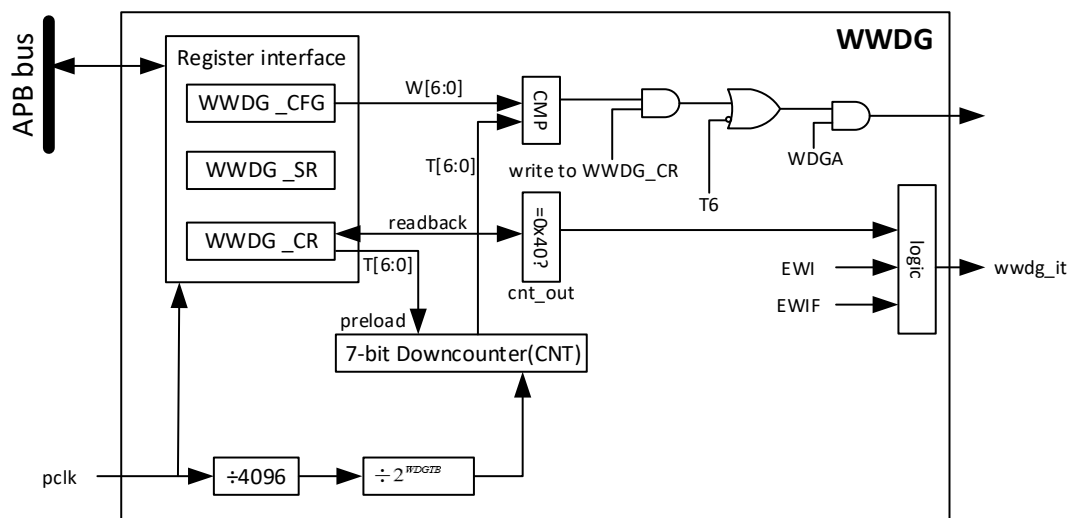 APB bus
WWDG
Register interface
WWDG _CFG
WWDG _SR
WWDG _CR
W[6:0]
CMP
T[6:0]
write to WWDG_CR
T6
WDGA
readback
=0x40?
cnt_out
T[6:0]
preload
7-bit Downcounter(CNT)
logic
EWI
EWIF
wwdg_it
pclk
÷4096
÷2^WDGTB